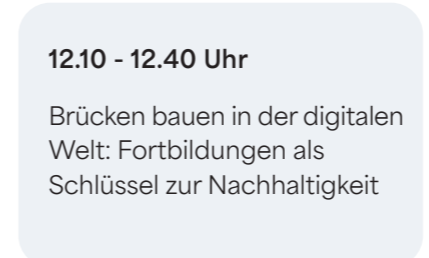 12.10 - 12.40 Uhr
Brücken bauen in der digitalen
Welt: Fortbildungen als
Schlüssel zur Nachhaltigkeit